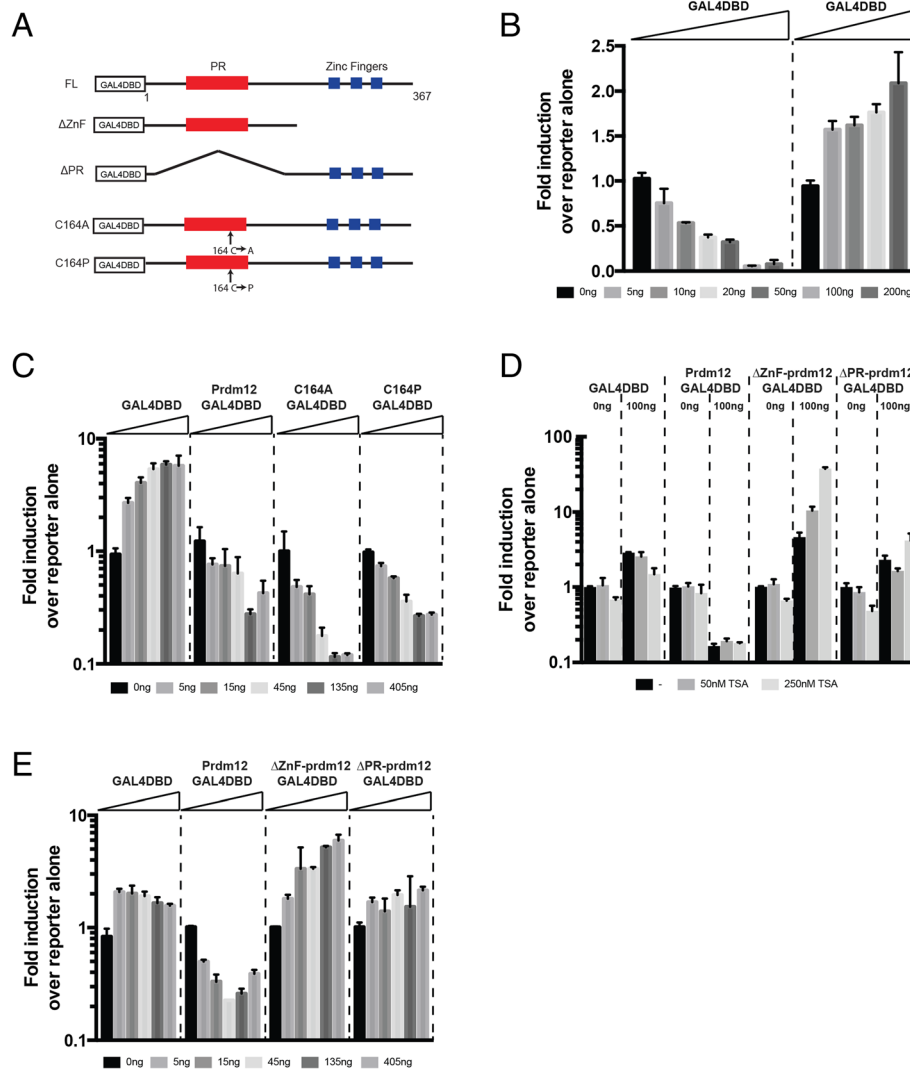 A
PR
Zinc Fingers
FL
GAL4DBD
1
367
ΔZnF
GAL4DBD
ΔPR
GAL4DBD
C164A
GAL4DBD
164 C→A
C164P
GAL4DBD
164 C→P
B
GAL4DBD
GAL4DBD
Fold induction
over reporter alone
2.5
2.0
1.5
1.0
0.5
0.0
0ng 5ng 10ng 20ng 50ng 100ng 200ng
C
GAL4DBD
Prdm12
GAL4DBD
C164A
GAL4DBD
C164P
GAL4DBD
Fold induction
over reporter alone
10
1
0.1
0ng 5ng 15ng 45ng 135ng 405ng
D
GAL4DBD
Prdm12
GAL4DBD
ΔZnF-prdm12
GAL4DBD
ΔPR-prdm12
GAL4DBD
0ng 100ng 0ng 100ng 0ng 100ng 0ng 100ng
Fold induction
over reporter alone
100
10
1
0.1
- 50nM TSA 250nM TSA
E
GAL4DBD
Prdm12
GAL4DBD
ΔZnF-prdm12
GAL4DBD
ΔPR-prdm12
GAL4DBD
Fold induction
over reporter alone
10
1
0.1
0ng 5ng 15ng 45ng 135ng 405ng